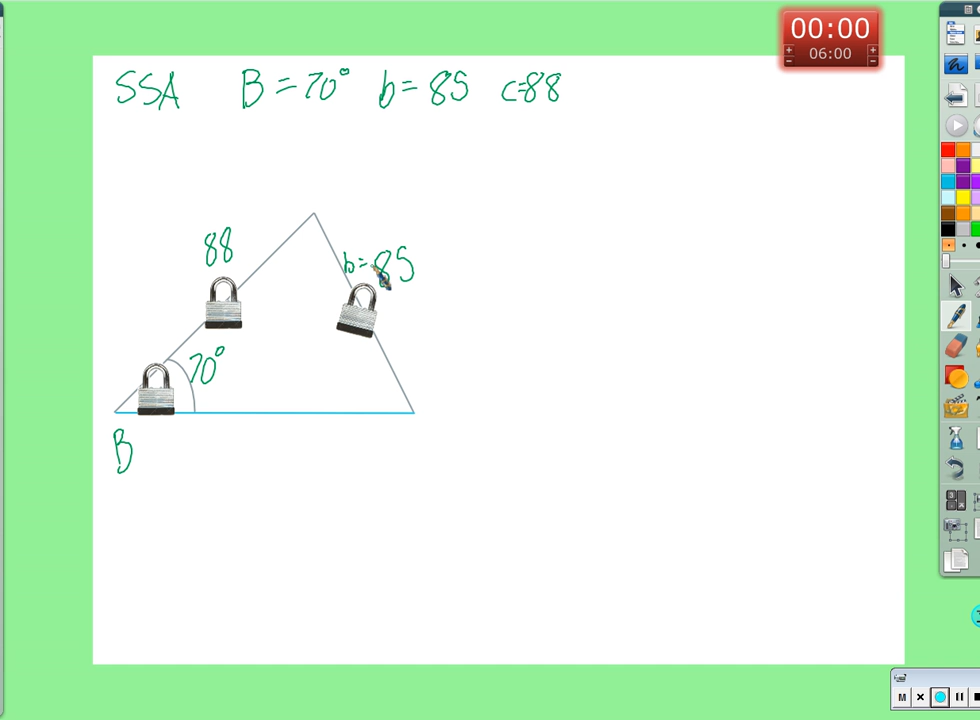 00:00
06:00
SSA B = 70° b = 85 c=88
88
b=85
70°
B
M